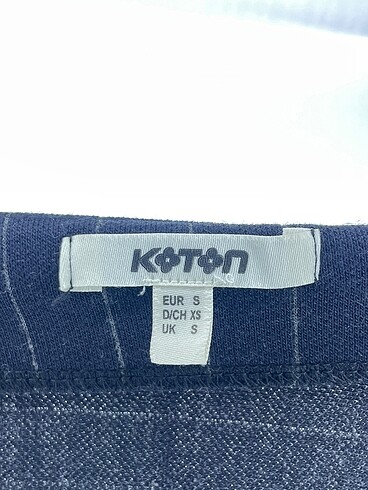 KOTON
EUR S
D/CH XS
UK S